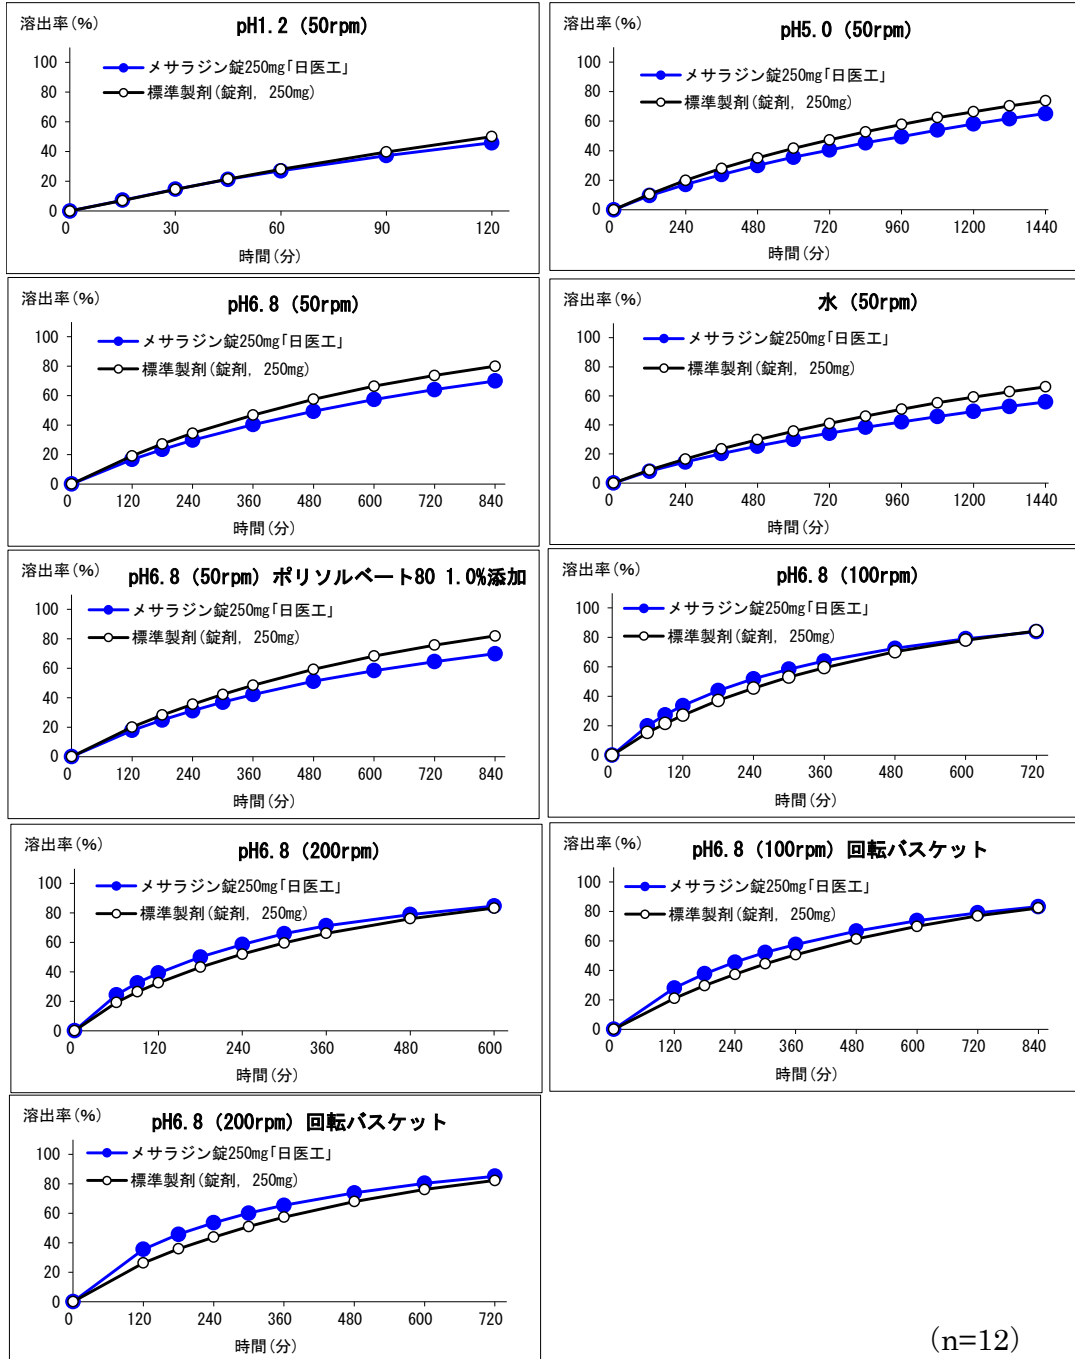 溶出率(%)
pH1.2 (50rpm)
メサラジン錠250mg｢日医工｣
標準製剤(錠剤, 250mg)
100
80
60
40
20
0
0 30 60 90 120
時間(分)
溶出率(%)
pH5.0 (50rpm)
メサラジン錠250mg｢日医工｣
標準製剤(錠剤, 250mg)
100
80
60
40
20
0
0 240 480 720 960 1200 1440
時間(分)
溶出率(%)
pH6.8 (50rpm)
メサラジン錠250mg｢日医工｣
標準製剤(錠剤, 250mg)
100
80
60
40
20
0
0 120 240 360 480 600 720 840
時間(分)
溶出率(%)
水 (50rpm)
メサラジン錠250mg｢日医工｣
標準製剤(錠剤, 250mg)
100
80
60
40
20
0
0 240 480 720 960 1200 1440
時間(分)
溶出率(%)
pH6.8 (50rpm) ポリソルベート80 1.0%添加
メサラジン錠250mg｢日医工｣
標準製剤(錠剤, 250mg)
100
80
60
40
20
0
0 120 240 360 480 600 720 840
時間(分)
溶出率(%)
pH6.8 (100rpm)
メサラジン錠250mg｢日医工｣
標準製剤(錠剤, 250mg)
100
80
60
40
20
0
0 120 240 360 480 600 720
時間(分)
溶出率(%)
pH6.8 (200rpm)
メサラジン錠250mg｢日医工｣
標準製剤(錠剤, 250mg)
100
80
60
40
20
0
0 120 240 360 480 600
時間(分)
溶出率(%)
pH6.8 (100rpm) 回転バスケット
メサラジン錠250mg｢日医工｣
標準製剤(錠剤, 250mg)
100
80
60
40
20
0
0 120 240 360 480 600 720 840
時間(分)
溶出率(%)
pH6.8 (200rpm) 回転バスケット
メサラジン錠250mg｢日医工｣
標準製剤(錠剤, 250mg)
100
80
60
40
20
0
0 120 240 360 480 600 720
時間(分)
(n=12)